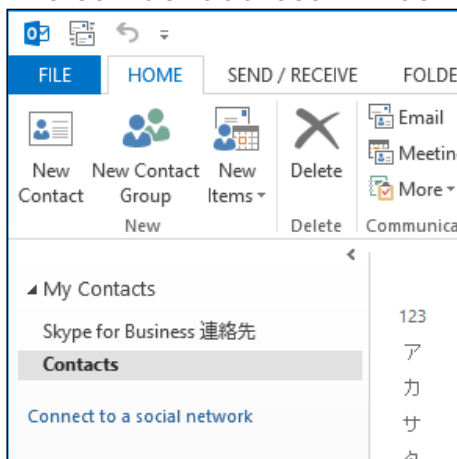 FILE HOME SEND / RECEIVE FOLDE
New Contact
New Contact Group
New Items
Delete
Email
Meetin
More
New Delete Communica
My Contacts
Skype for Business 連絡先
Contacts
Connect to a social network
123
ア
カ
サ